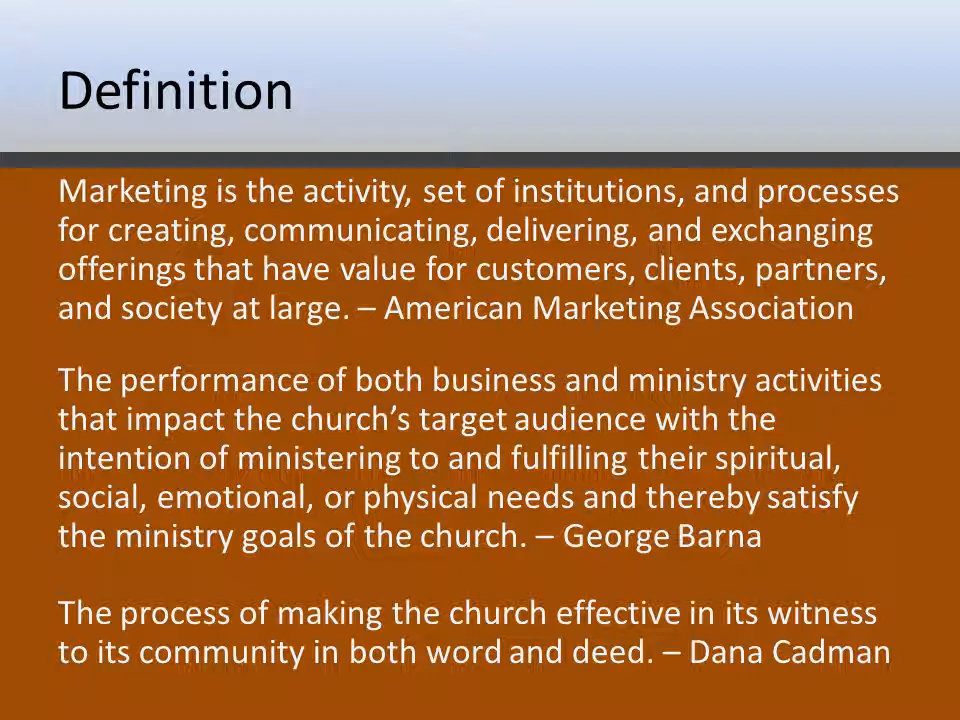 Definition
Marketing is the activity, set of institutions, and processes
for creating, communicating, delivering, and exchanging
offerings that have value for customers, clients, partners,
and society at large. – American Marketing Association
The performance of both business and ministry activities
that impact the church’s target audience with the
intention of ministering to and fulfilling their spiritual,
social, emotional, or physical needs and thereby satisfy
the ministry goals of the church. – George Barna
The process of making the church effective in its witness
to its community in both word and deed. – Dana Cadman